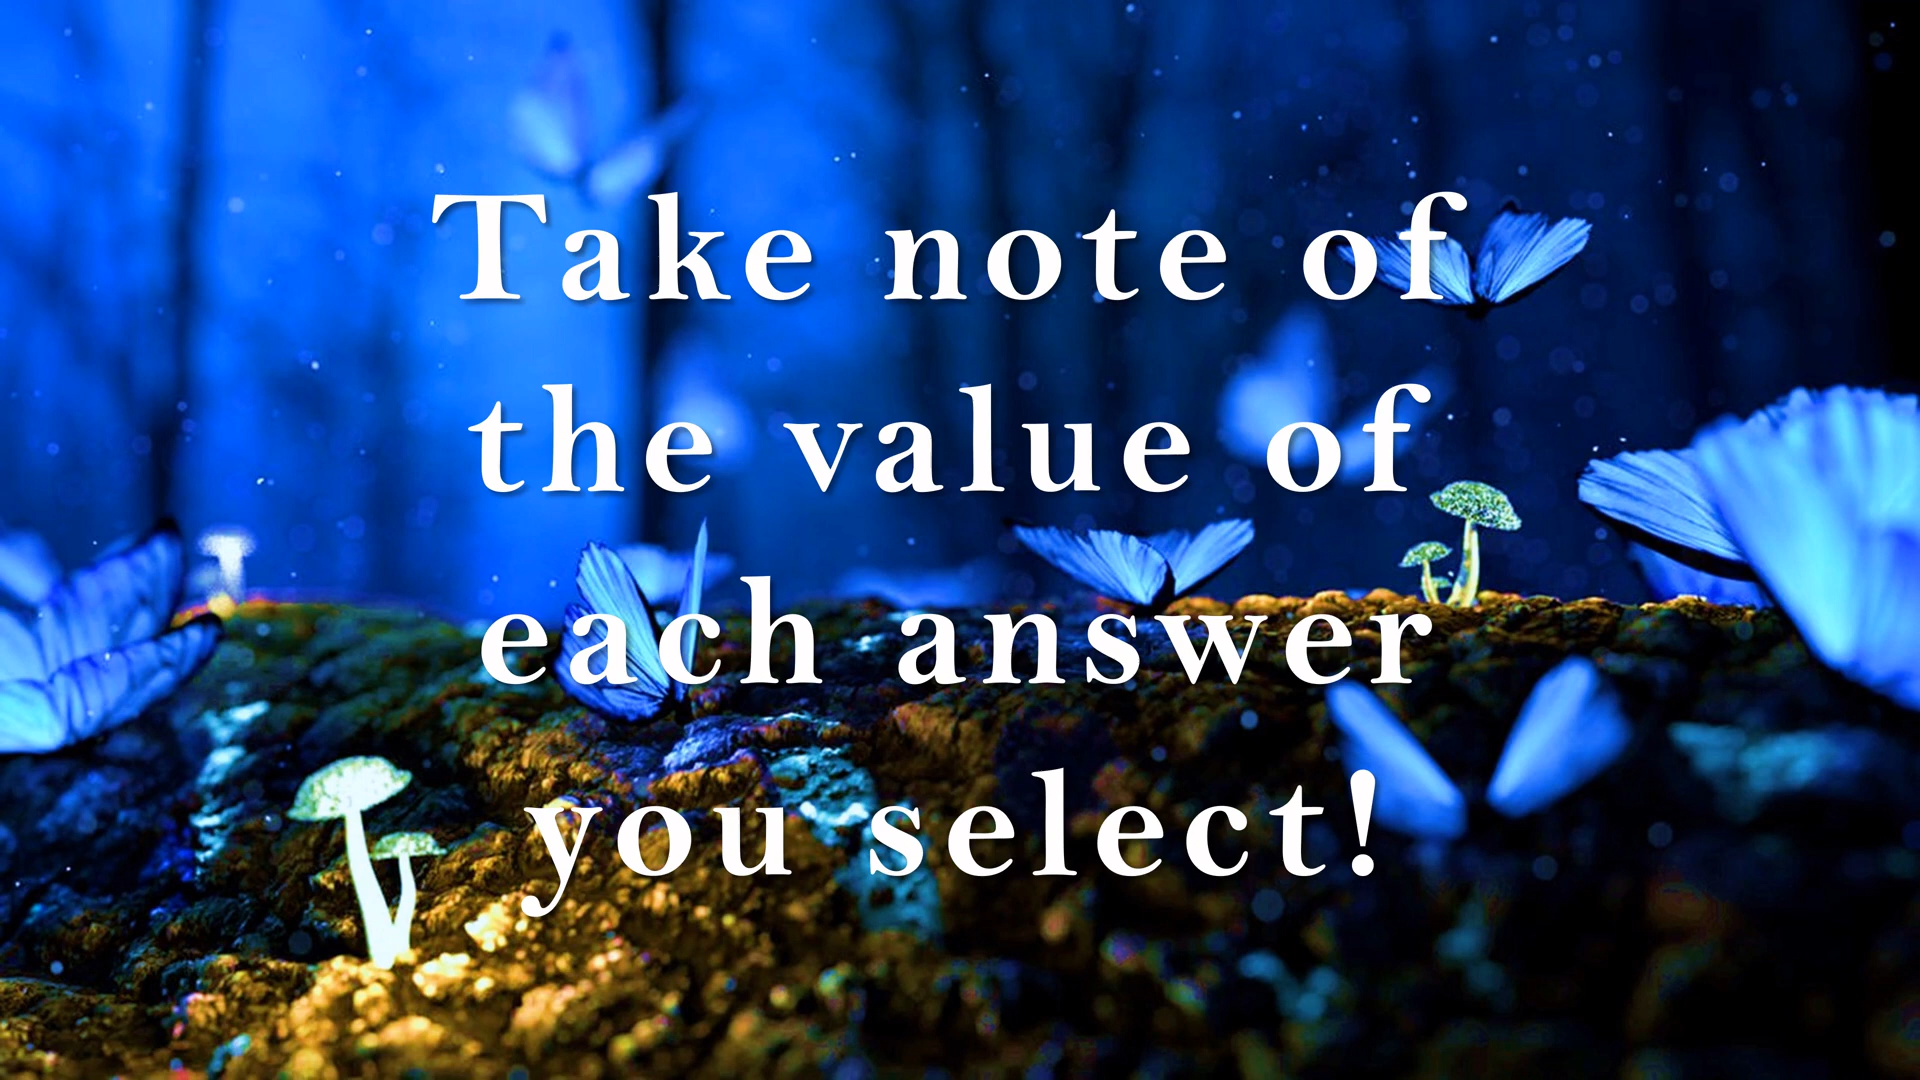 Take note of
the value of
each answer
you select!